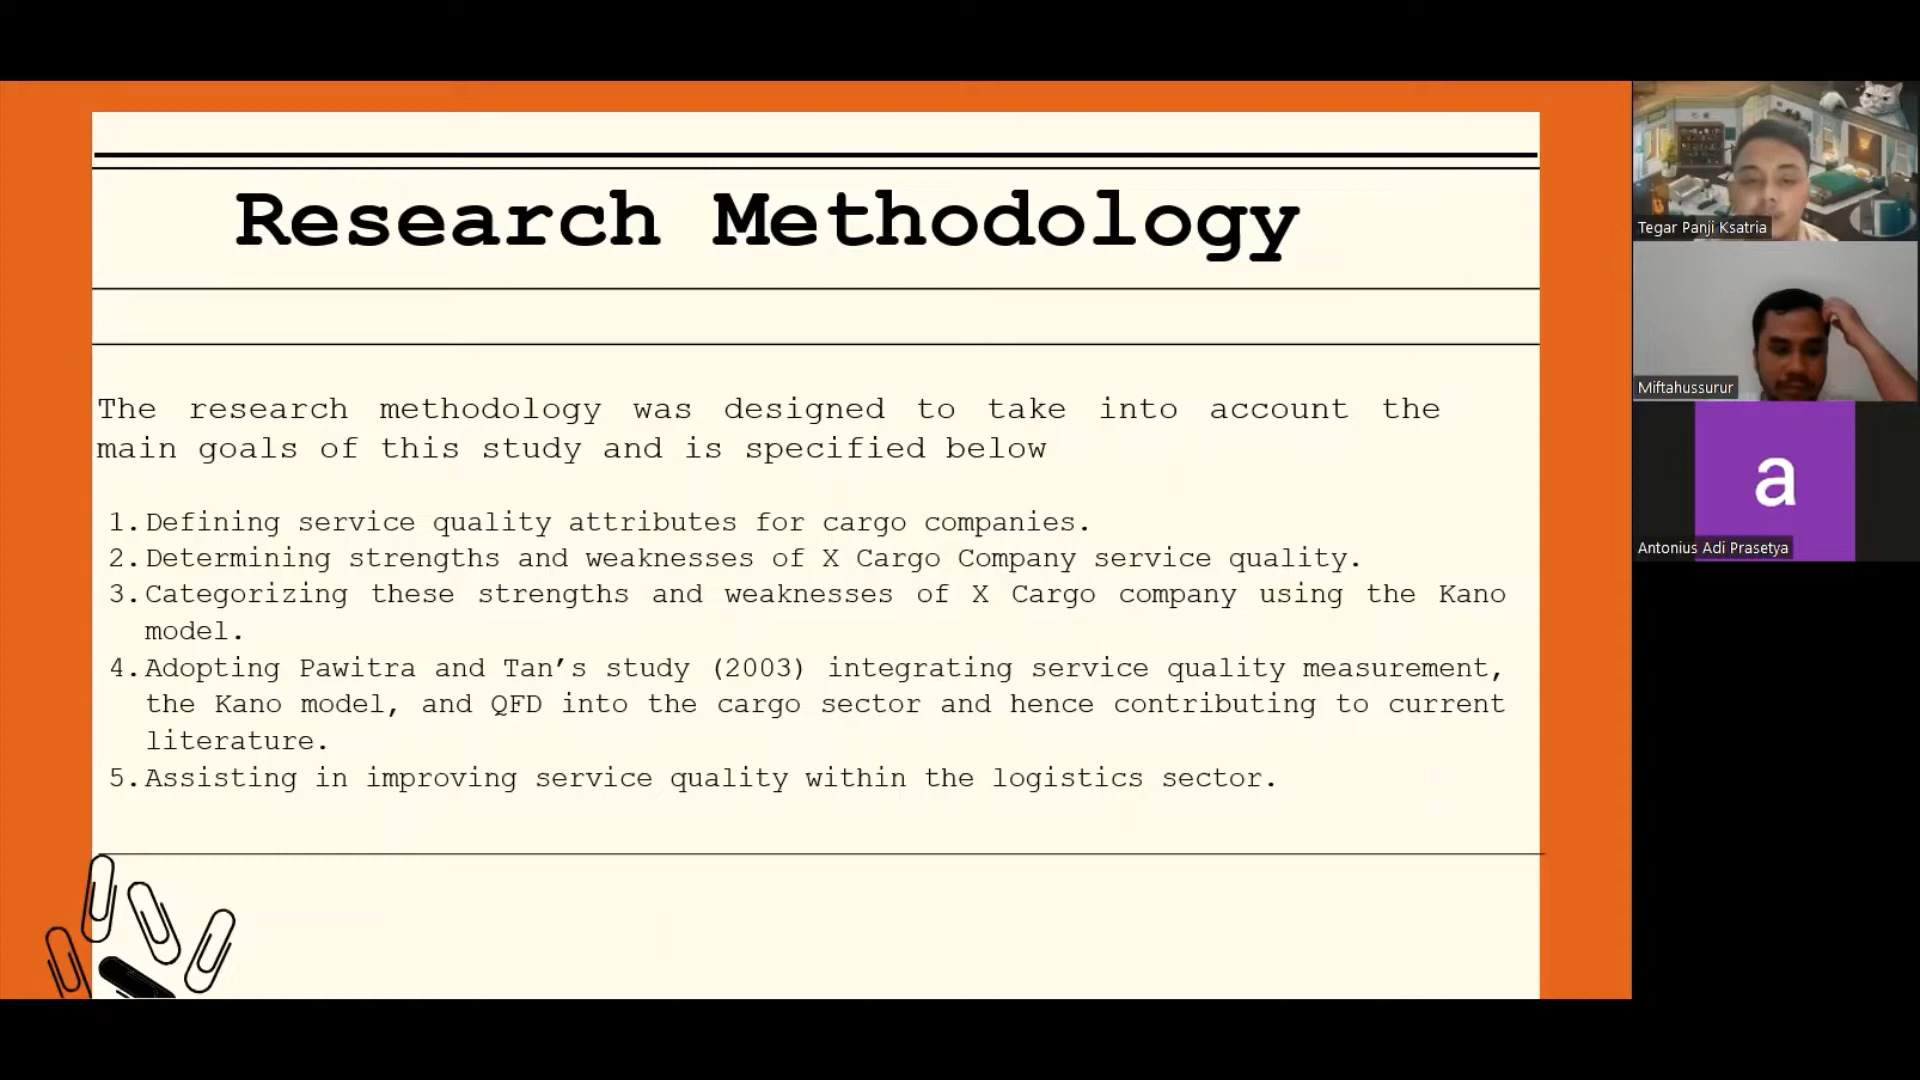 Research Methodology
The research methodology was designed to take into account the
main goals of this study and is specified below
1. Defining service quality attributes for cargo companies.
2. Determining strengths and weaknesses of X Cargo Company service quality.
3. Categorizing these strengths and weaknesses of X Cargo company using the Kano
model.
4. Adopting Pawitra and Tan’s study (2003) integrating service quality measurement,
the Kano model, and QFD into the cargo sector and hence contributing to current
literature.
5. Assisting in improving service quality within the logistics sector.
Tegar Panji Ksatria
Miftahussurur
a
Antonius Adi Prasetya